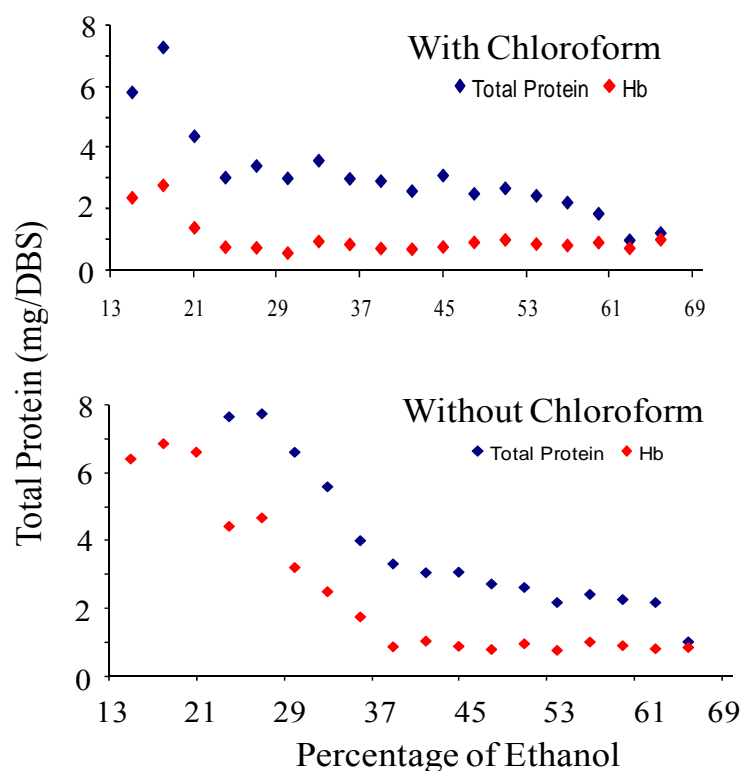 With Chloroform
Total Protein Hb
8
6
4
2
0
13 21 29 37 45 53 61 69
Total Protein (mg/DBS)
Without Chloroform
Total Protein Hb
8
6
4
2
0
13 21 29 37 45 53 61 69
Percentage of Ethanol